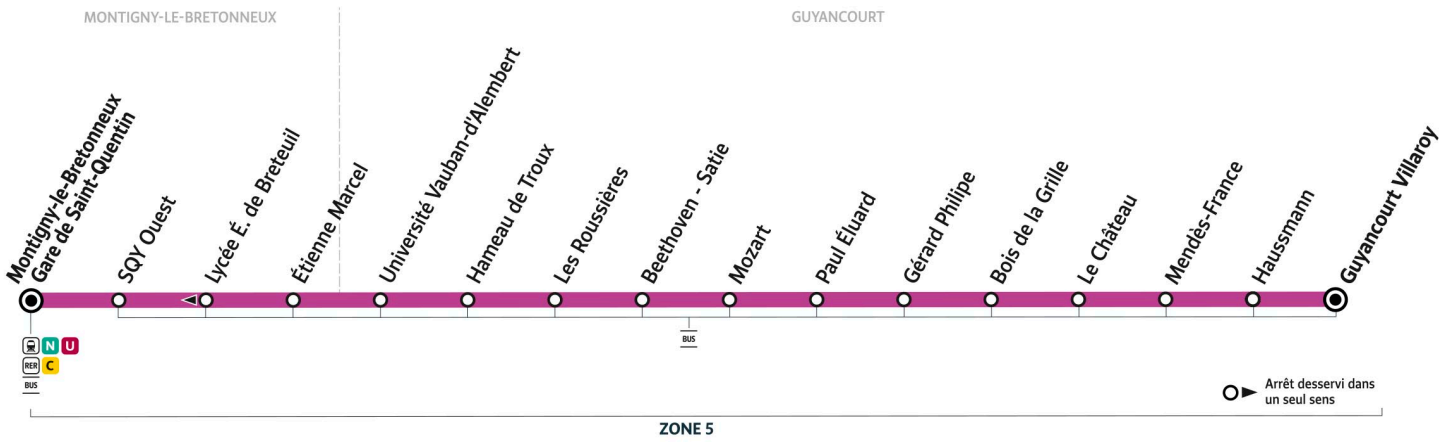 MONTIGNY-LE-BRETONNEUX
GUYANCOURT
Montigny-le-Bretonneux
Gare de Saint-Quentin
SQY Ouest
Lycée É. de Breteuil
Étienne Marcel
Université Vauban-d'Alembert
Hameau de Troux
Les Roussières
Beethoven - Satie
Mozart
Paul Éluard
Gérard Philipe
Bois de la Grille
Le Château
Mendès-France
Haussmann
Guyancourt Villaroy
N U
RER C
BUS
BUS
Arrêt desservi dans
un seul sens
ZONE 5